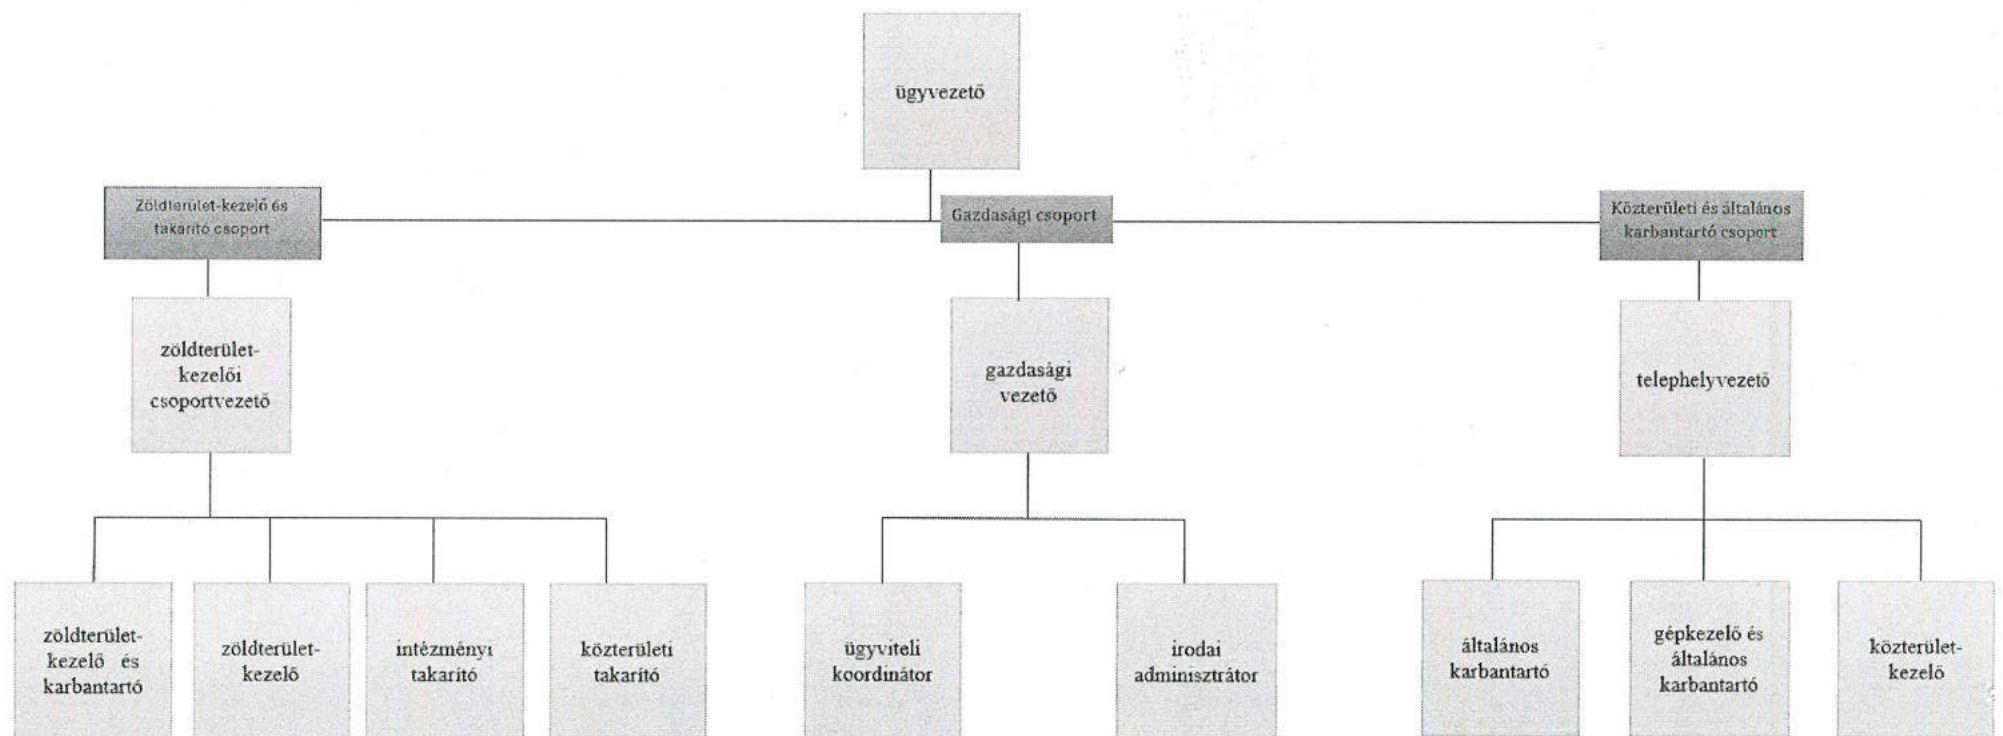 ügyvezető
Zöldterület-kezelő és
takarító csoport
Gazdasági csoport
Közterületi és általános
karbantartó csoport
zöldterület-
kezelői
csoportvezető
gazdasági
vezető
telephelyvezető
zöldterület-
kezelő és
karbantartó
zöldterület-
kezelő
intézményi
takarító
közterületi
takarító
ügyviteli
koordinátor
irodai
adminisztrátor
általános
karbantartó
gépkezelő és
általános
karbantartó
közterület-
kezelő